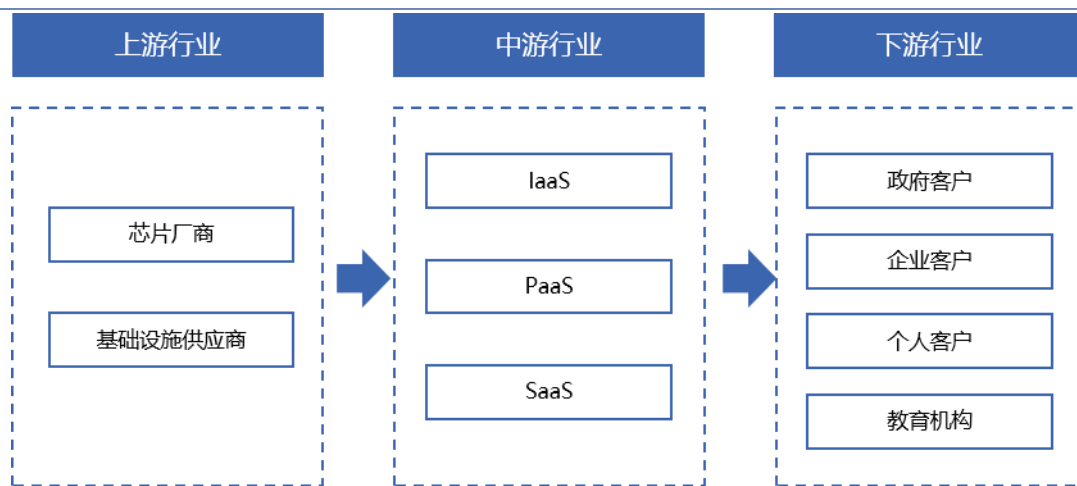 上游行业
中游行业
下游行业
芯片厂商
基础设施供应商
IaaS
PaaS
SaaS
政府客户
企业客户
个人客户
教育机构